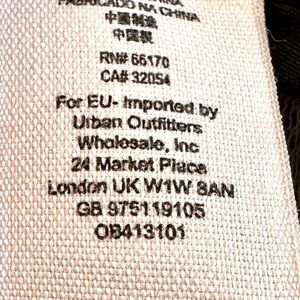 FABRICADO NA CHINA
中國制造
中国製
RN# 66170
CA# 32054
For EU- Imported by
Urban Outfitters
Wholesale, Inc
24 Market Place
London UK W1W 8AN
GB 975119105
OB413101